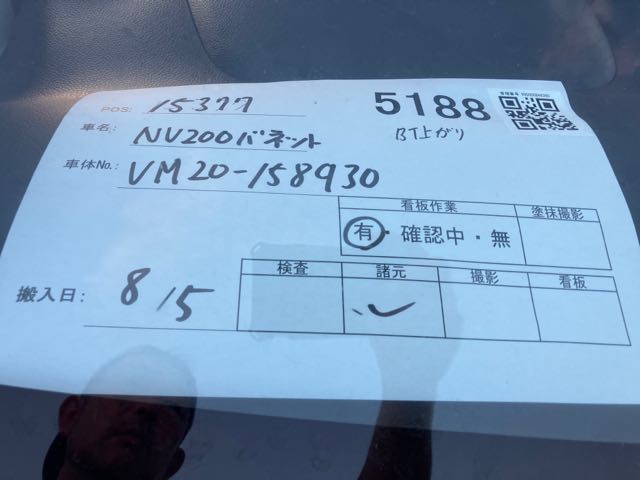 POS: 15377
5188
車名: NV200バネット
BT上がり
車体No.: VM20-158930
看板作業 塗抹撮影
有・確認中・無
検査 諸元 撮影 看板
搬入日: 8/5